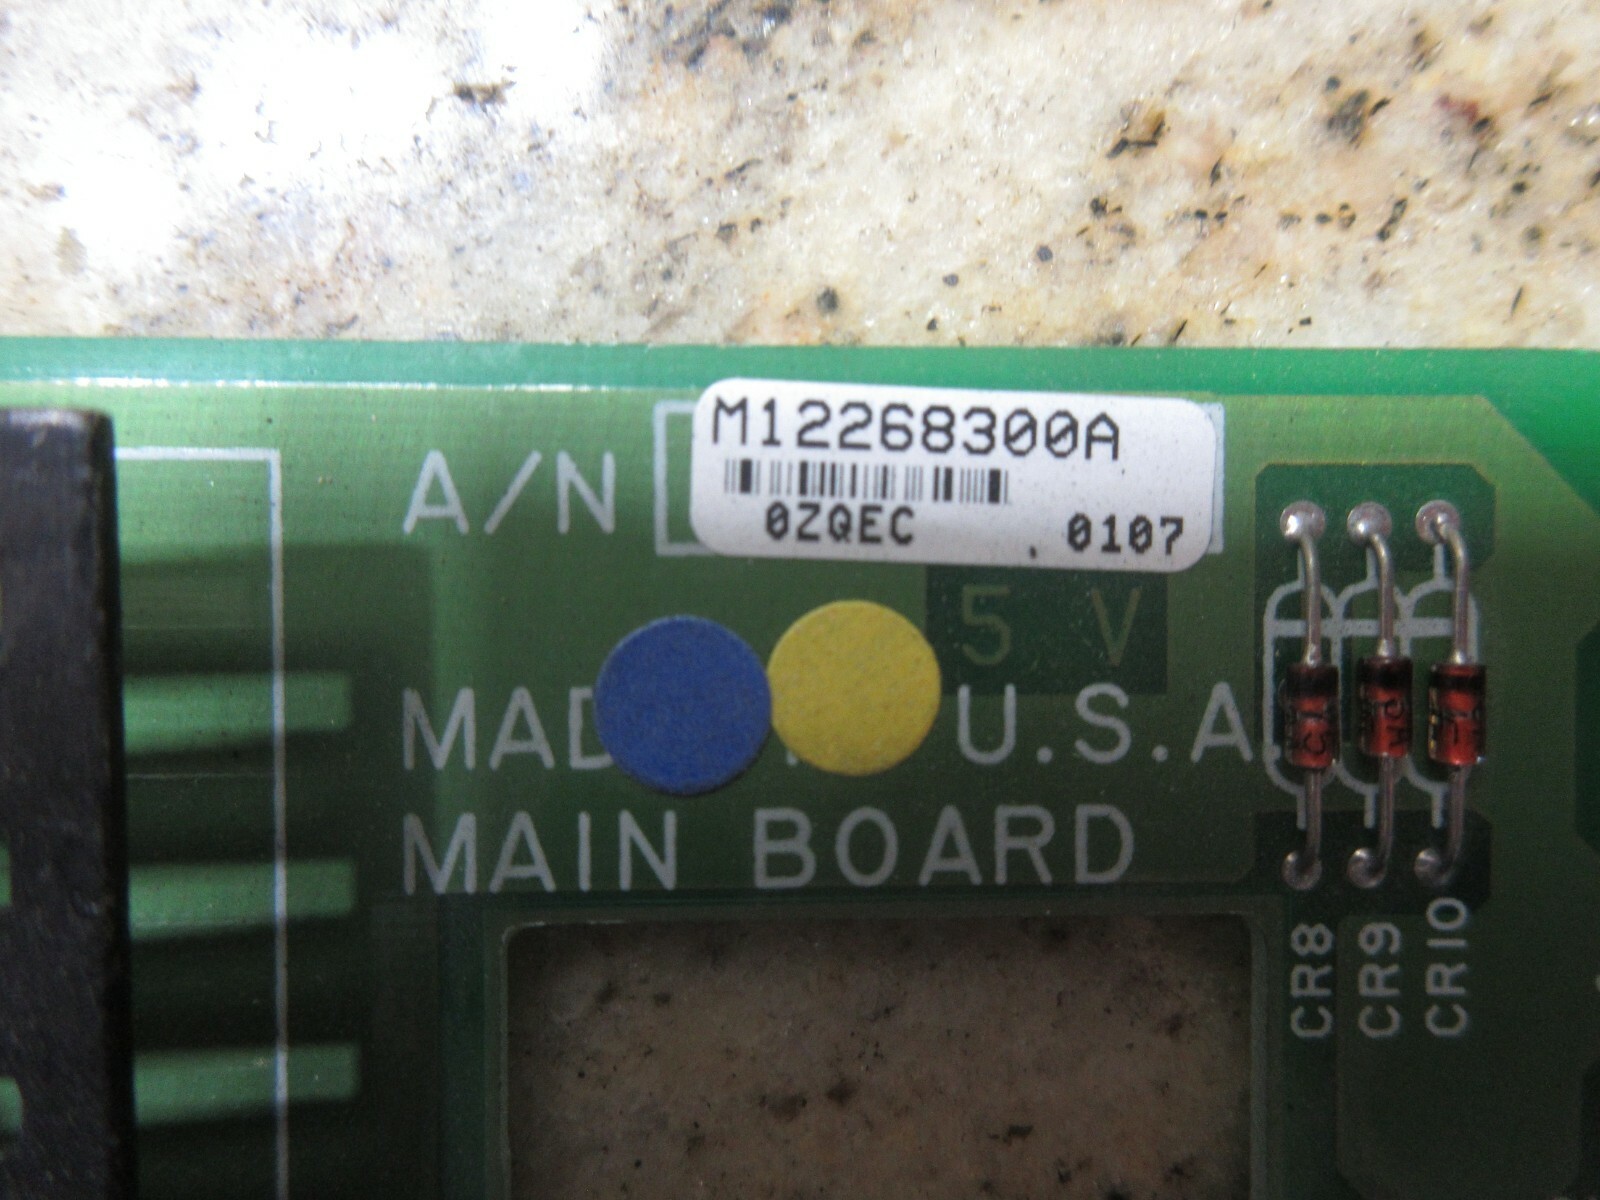 M12268300A
A/N
0ZQEC . 0107
5 V
MAD U.S.A.
MAIN BOARD
CR8
CR9
CR10